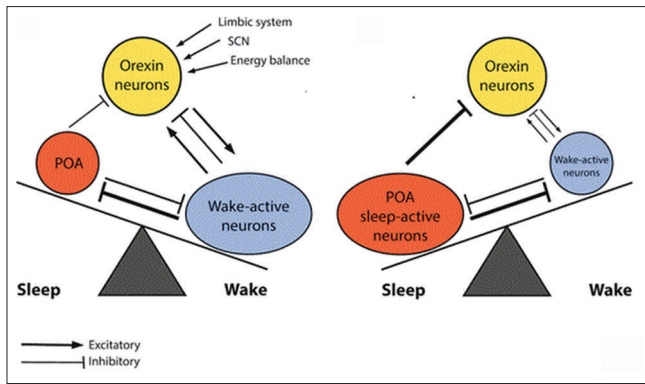 Limbic system
SCN
Energy balance
Orexin
neurons
POA
Wake-active
neurons
Sleep
Wake
Orexin
neurons
Wake-active
neurons
POA
sleep-active
neurons
Sleep
Wake
Excitatory
Inhibitory